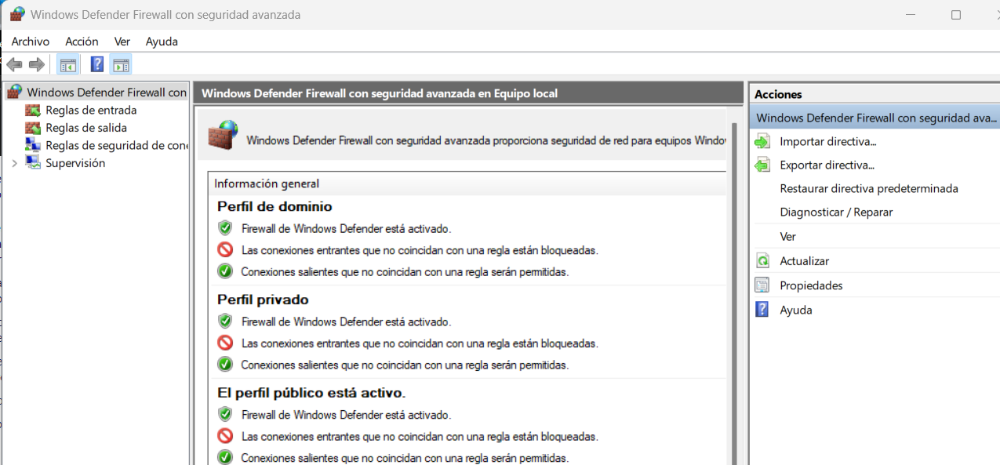 Windows Defender Firewall con seguridad avanzada
Archivo Acción Ver Ayuda
Windows Defender Firewall con
Reglas de entrada
Reglas de salida
Reglas de seguridad de cone
Supervisión
Windows Defender Firewall con seguridad avanzada en Equipo local
Windows Defender Firewall con seguridad avanzada proporciona seguridad de red para equipos Window
Información general
Perfil de dominio
Firewall de Windows Defender está activado.
Las conexiones entrantes que no coincidan con una regla están bloqueadas.
Conexiones salientes que no coincidan con una regla serán permitidas.
Perfil privado
Firewall de Windows Defender está activado.
Las conexiones entrantes que no coincidan con una regla están bloqueadas.
Conexiones salientes que no coincidan con una regla serán permitidas.
El perfil público está activo.
Firewall de Windows Defender está activado.
Las conexiones entrantes que no coincidan con una regla están bloqueadas.
Conexiones salientes que no coincidan con una regla serán permitidas.
Acciones
Windows Defender Firewall con seguridad ava...
Importar directiva...
Exportar directiva...
Restaurar directiva predeterminada
Diagnosticar / Reparar
Ver
Actualizar
Propiedades
Ayuda